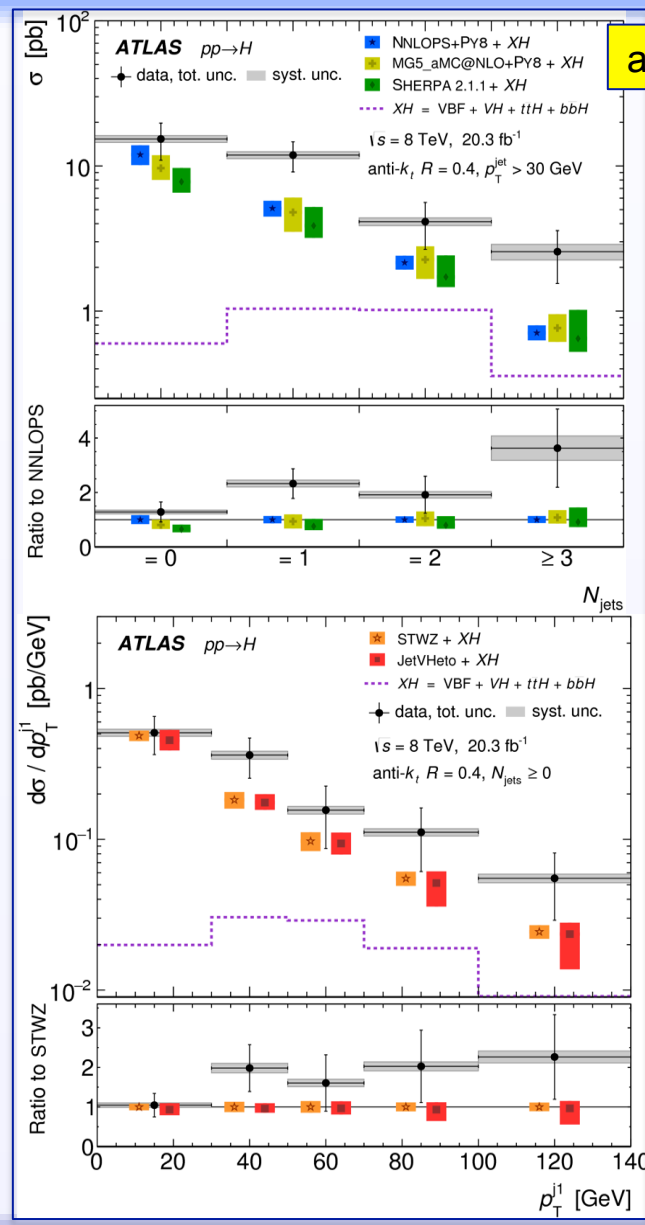 10²
a
ATLAS pp→H
NNLOPS+PY8 + XH
MG5_aMC@NLO+PY8 + XH
data, tot. unc. syst. unc.
SHERPA 2.1.1 + XH
XH = VBF + VH + ttH + bbH
√s = 8 TeV, 20.3 fb⁻¹
anti-kₜ R = 0.4, p_T^jet > 30 GeV
σ [pb]
10
1
Ratio to NNLOPS
4
2
0
= 0 = 1 = 2 ≥ 3
N_jets
ATLAS pp→H
STWZ + XH
JetVHeto + XH
XH = VBF + VH + ttH + bbH
data, tot. unc. syst. unc.
√s = 8 TeV, 20.3 fb⁻¹
anti-kₜ R = 0.4, N_jets ≥ 0
dσ / dp_T^j1 [pb/GeV]
1
10⁻¹
10⁻²
Ratio to STWZ
3
2
1
0
0 20 40 60 80 100 120 140
p_T^j1 [GeV]